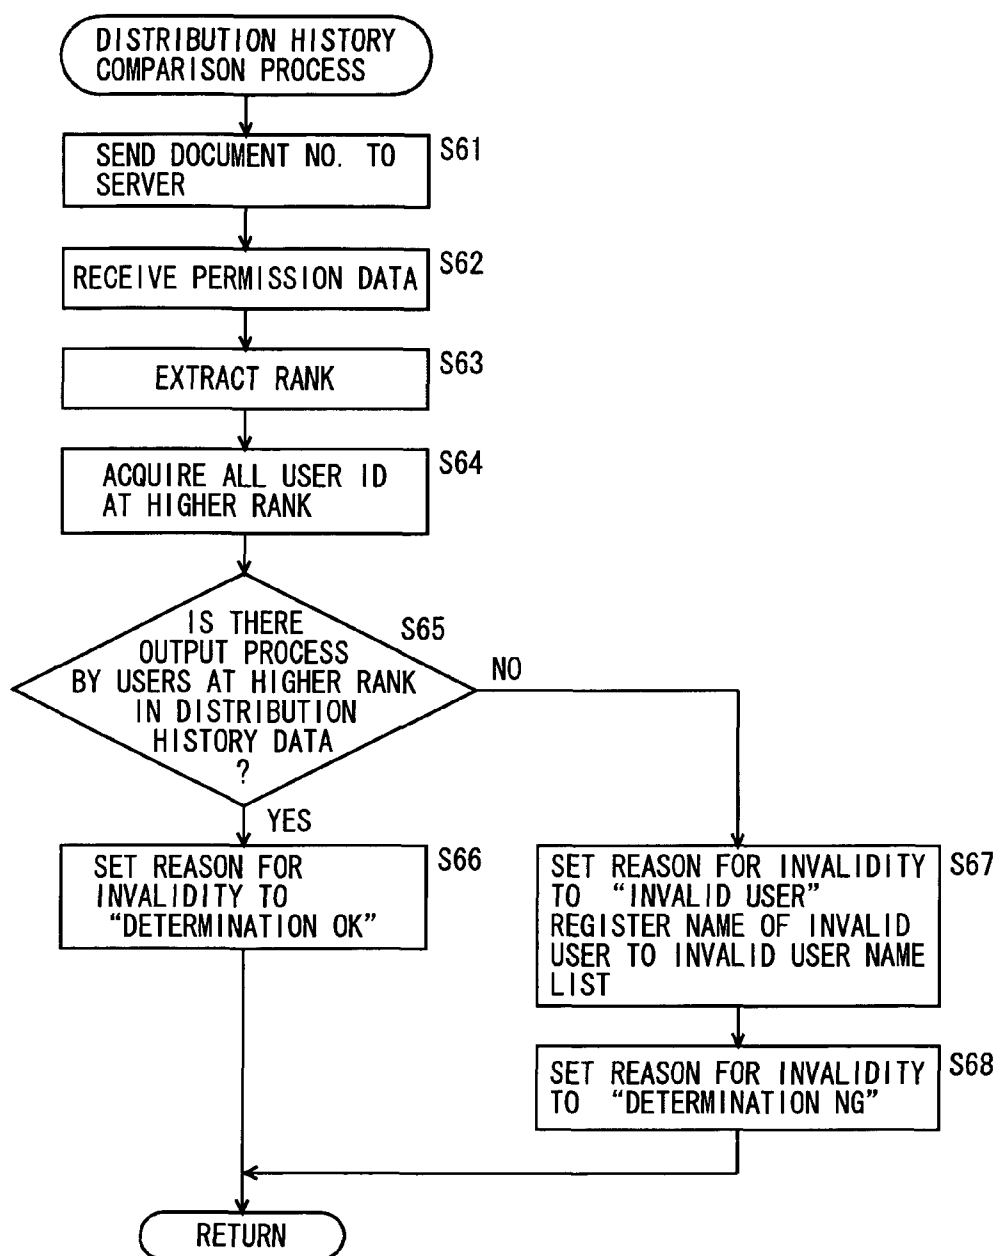 DISTRIBUTION HISTORY
COMPARISON PROCESS
SEND DOCUMENT NO. TO
SERVER
S61
RECEIVE PERMISSION DATA
S62
EXTRACT RANK
S63
ACQUIRE ALL USER ID
AT HIGHER RANK
S64
IS THERE
OUTPUT PROCESS
BY USERS AT HIGHER RANK
IN DISTRIBUTION
HISTORY DATA
?
S65
NO
YES
SET REASON FOR
INVALIDITY TO
“DETERMINATION OK”
S66
SET REASON FOR INVALIDITY
TO “INVALID USER”
REGISTER NAME OF INVALID
USER TO INVALID USER NAME
LIST
S67
SET REASON FOR INVALIDITY
TO “DETERMINATION NG”
S68
RETURN